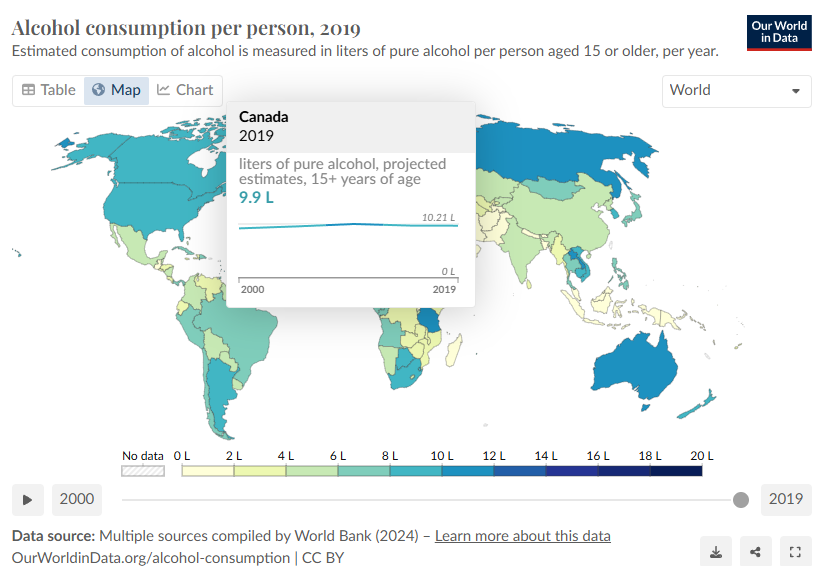 Alcohol consumption per person, 2019
Estimated consumption of alcohol is measured in liters of pure alcohol per person aged 15 or older, per year.
Our World
in Data
Table
Map
Chart
World
Canada
2019
liters of pure alcohol, projected
estimates, 15+ years of age
9.9 L
10.21 L
0 L
2000
2019
No data
0 L
2 L
4 L
6 L
8 L
10 L
12 L
14 L
16 L
18 L
20 L
2000
2019
Data source: Multiple sources compiled by World Bank (2024) – Learn more about this data
OurWorldinData.org/alcohol-consumption | CC BY